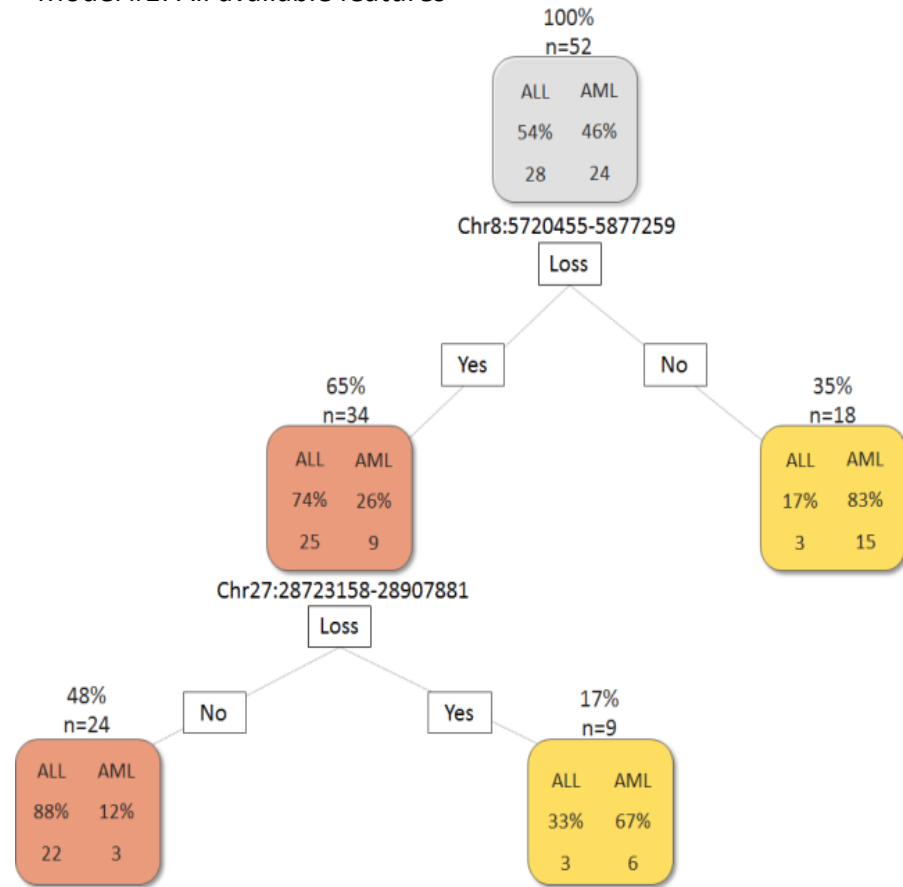 100%
n=52
ALL AML
54% 46%
28 24
Chr8:5720455-5877259
Loss
Yes No
65%
n=34
ALL AML
74% 26%
25 9
35%
n=18
ALL AML
17% 83%
3 15
Chr27:28723158-28907881
Loss
No Yes
48%
n=24
ALL AML
88% 12%
22 3
17%
n=9
ALL AML
33% 67%
3 6